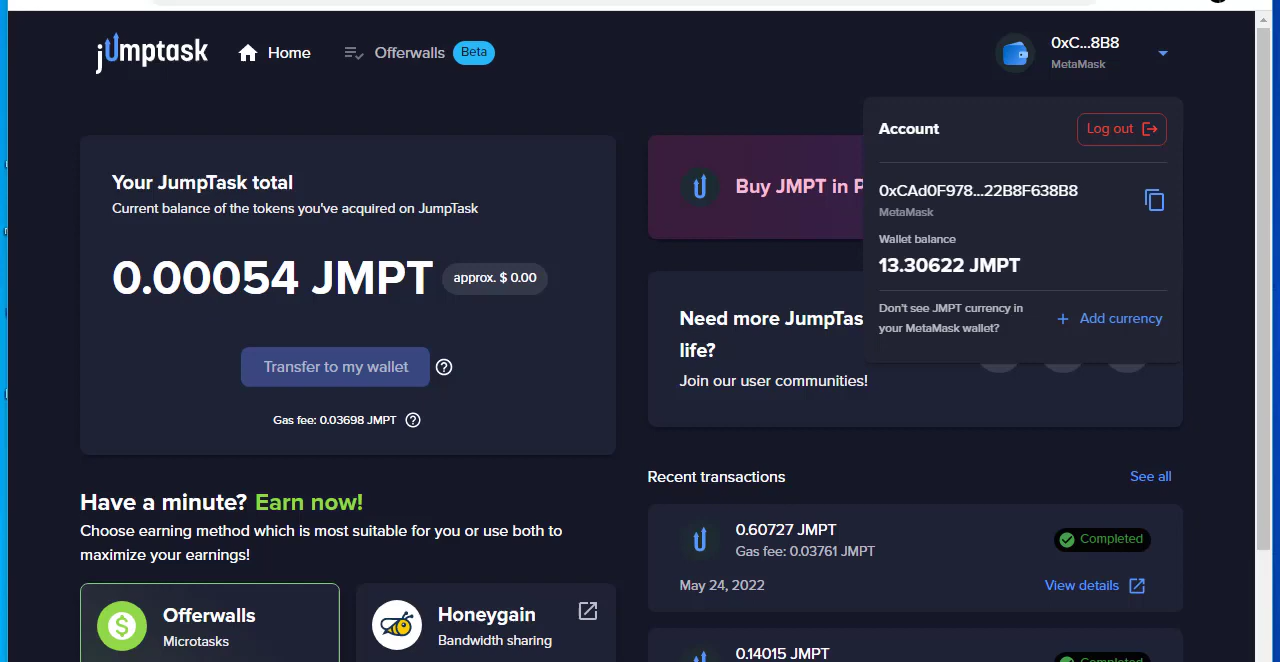 jumptask
Home
Offerwalls
Beta
0xC...8B8
MetaMask
Account
Log out
0xCAd0F978...22B8F638B8
MetaMask
Wallet balance
13.30622 JMPT
Don't see JMPT currency in
your MetaMask wallet?
+ Add currency
Your JumpTask total
Current balance of the tokens you've acquired on JumpTask
0.00054 JMPT
approx. $ 0.00
Transfer to my wallet
Gas fee: 0.03698 JMPT
Buy JMPT in
Need more JumpTas
life?
Join our user communities!
Have a minute? Earn now!
Choose earning method which is most suitable for you or use both to
maximize your earnings!
Offerwalls
Microtasks
Honeygain
Bandwidth sharing
Recent transactions
See all
0.60727 JMPT
Gas fee: 0.03761 JMPT
Completed
May 24, 2022
View details
0.14015 JMPT
Completed